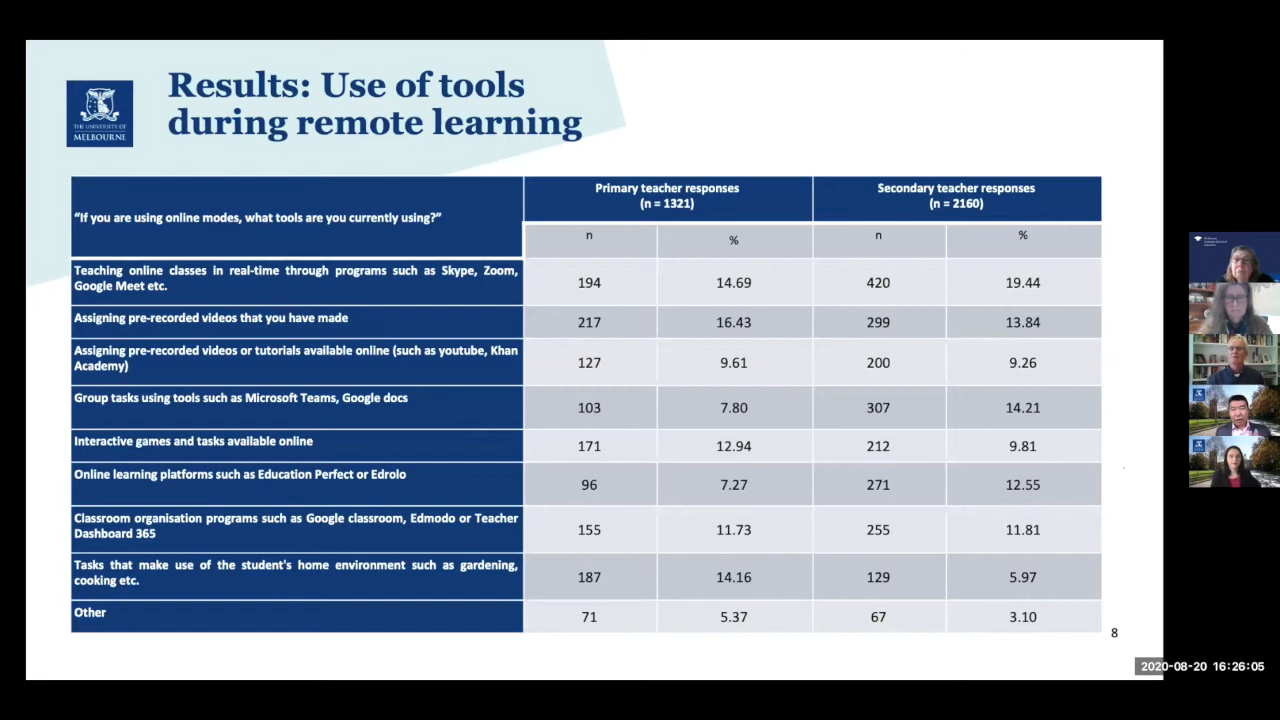 Results: Use of tools
during remote learning
THE UNIVERSITY OF
MELBOURNE
"If you are using online modes, what tools are you currently using?"
Primary teacher responses
(n = 1321)
Secondary teacher responses
(n = 2160)
n % n %
Teaching online classes in real-time through programs such as Skype, Zoom,
Google Meet etc.
194 14.69 420 19.44
Assigning pre-recorded videos that you have made
217 16.43 299 13.84
Assigning pre-recorded videos or tutorials available online (such as youtube, Khan
Academy)
127 9.61 200 9.26
Group tasks using tools such as Microsoft Teams, Google docs
103 7.80 307 14.21
Interactive games and tasks available online
171 12.94 212 9.81
Online learning platforms such as Education Perfect or Edrolo
96 7.27 271 12.55
Classroom organisation programs such as Google classroom, Edmodo or Teacher
Dashboard 365
155 11.73 255 11.81
Tasks that make use of the student's home environment such as gardening,
cooking etc.
187 14.16 129 5.97
Other
71 5.37 67 3.10
8
2020-08-20 16:26:05